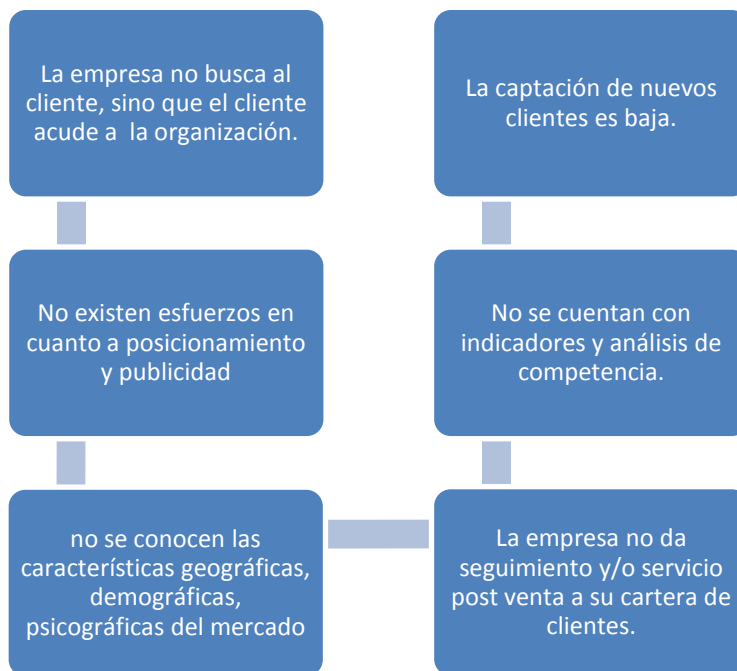 La empresa no busca al
cliente, sino que el cliente
acude a  la organización.
No existen esfuerzos en
cuanto a posicionamiento
y publicidad
no se conocen las
características geográficas,
demográficas,
psicográficas del mercado
La empresa no da
seguimiento y/o servicio
post venta a su cartera de
clientes.
No se cuentan con
indicadores y análisis de
competencia.
La captación de nuevos
clientes es baja.